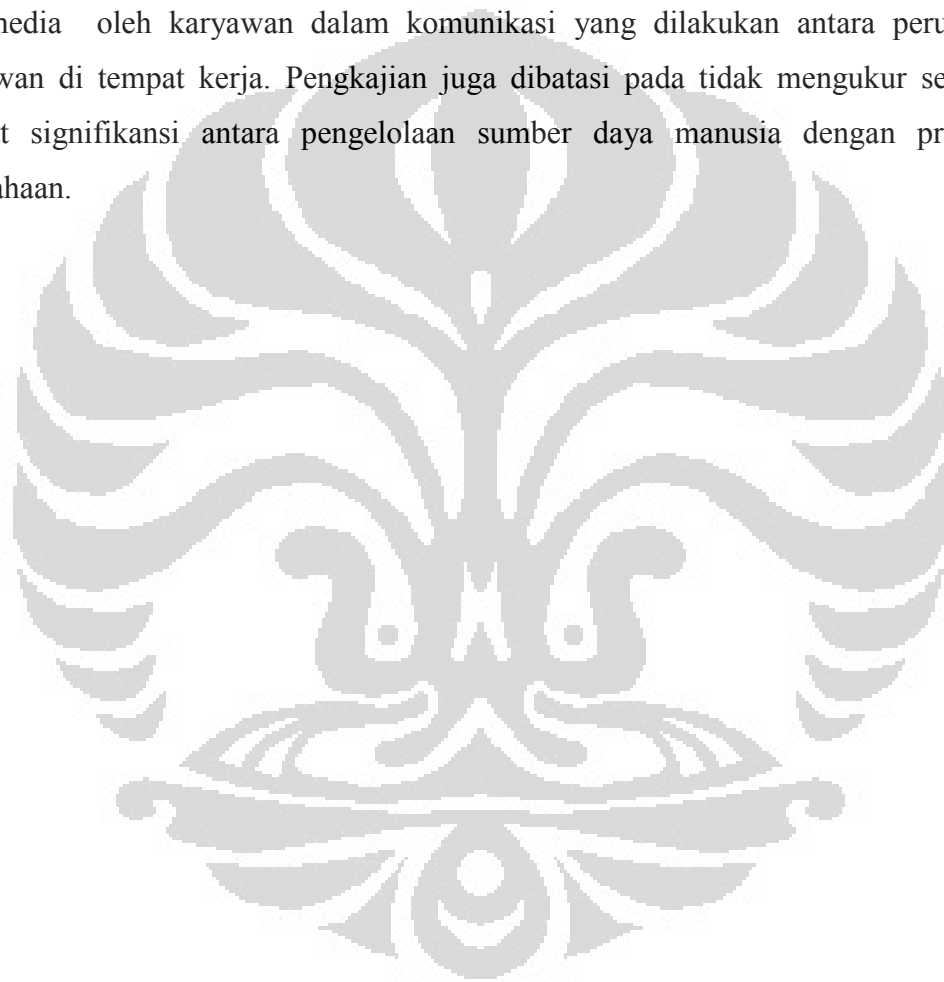 media oleh karyawan dalam komunikasi yang dilakukan antara peru
wan di tempat kerja. Pengkajian juga dibatasi pada tidak mengukur se
t signifikansi antara pengelolaan sumber daya manusia dengan pr
ahaan.